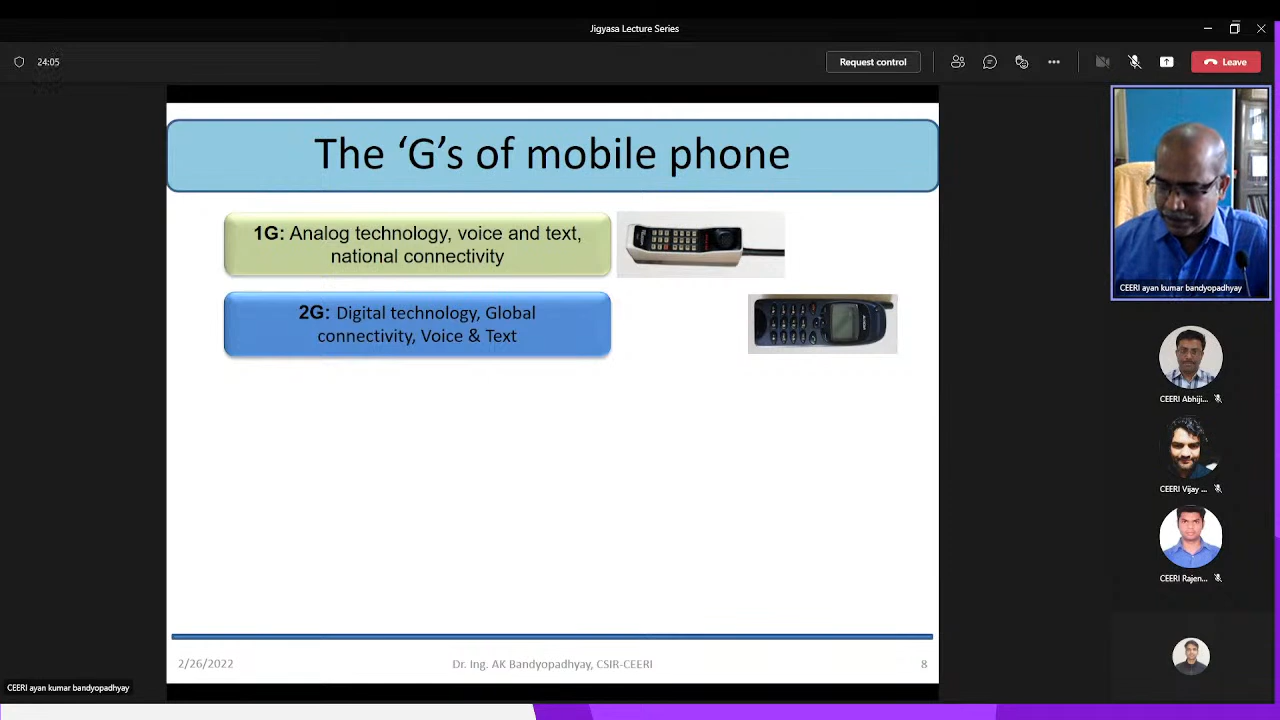 Jigyasa Lecture Series
24:05
Request control
Leave
The ‘G’s of mobile phone
1G: Analog technology, voice and text,
national connectivity
2G: Digital technology, Global
connectivity, Voice & Text
CEERI ayan kumar bandyopadhyay
CEERI Abhiji...
CEERI Vijay ...
CEERI Rajen...
2/26/2022
Dr. Ing. AK Bandyopadhyay, CSIR-CEERI
8
CEERI ayan kumar bandyopadhyay